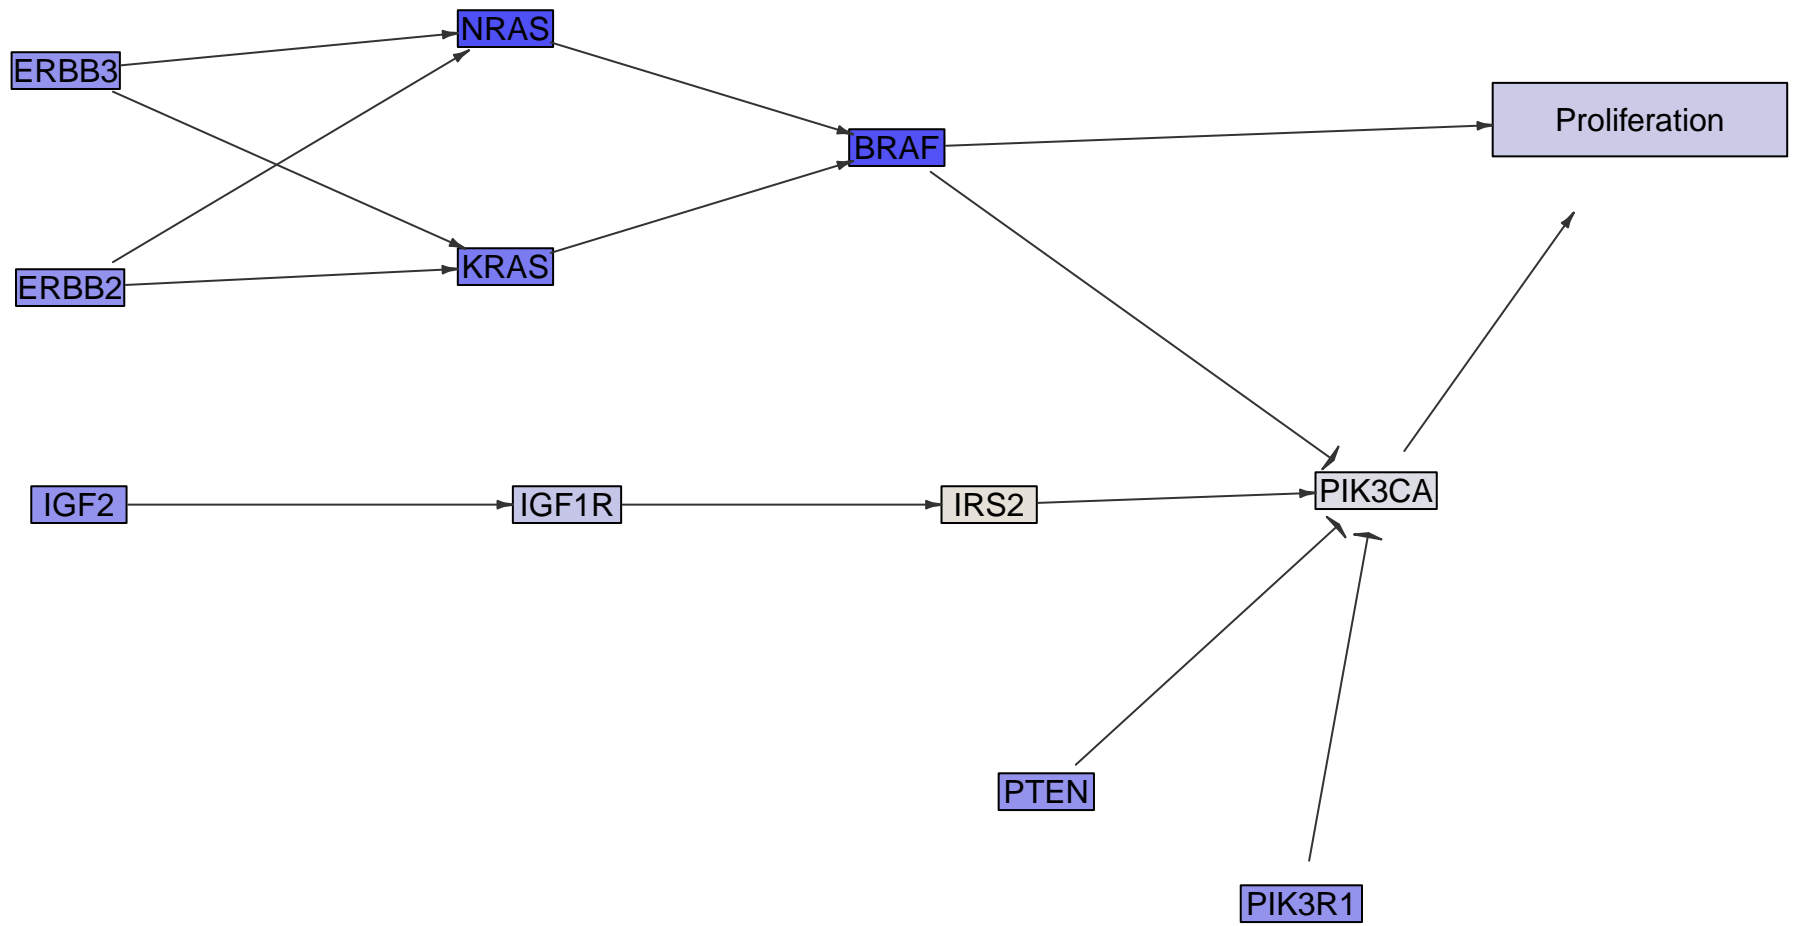 NRAS
ERBB3
Proliferation
BRAF
KRAS
ERBB2
PIK3CA
IGF2
IGF1R
IRS2
PTEN
PIK3R1